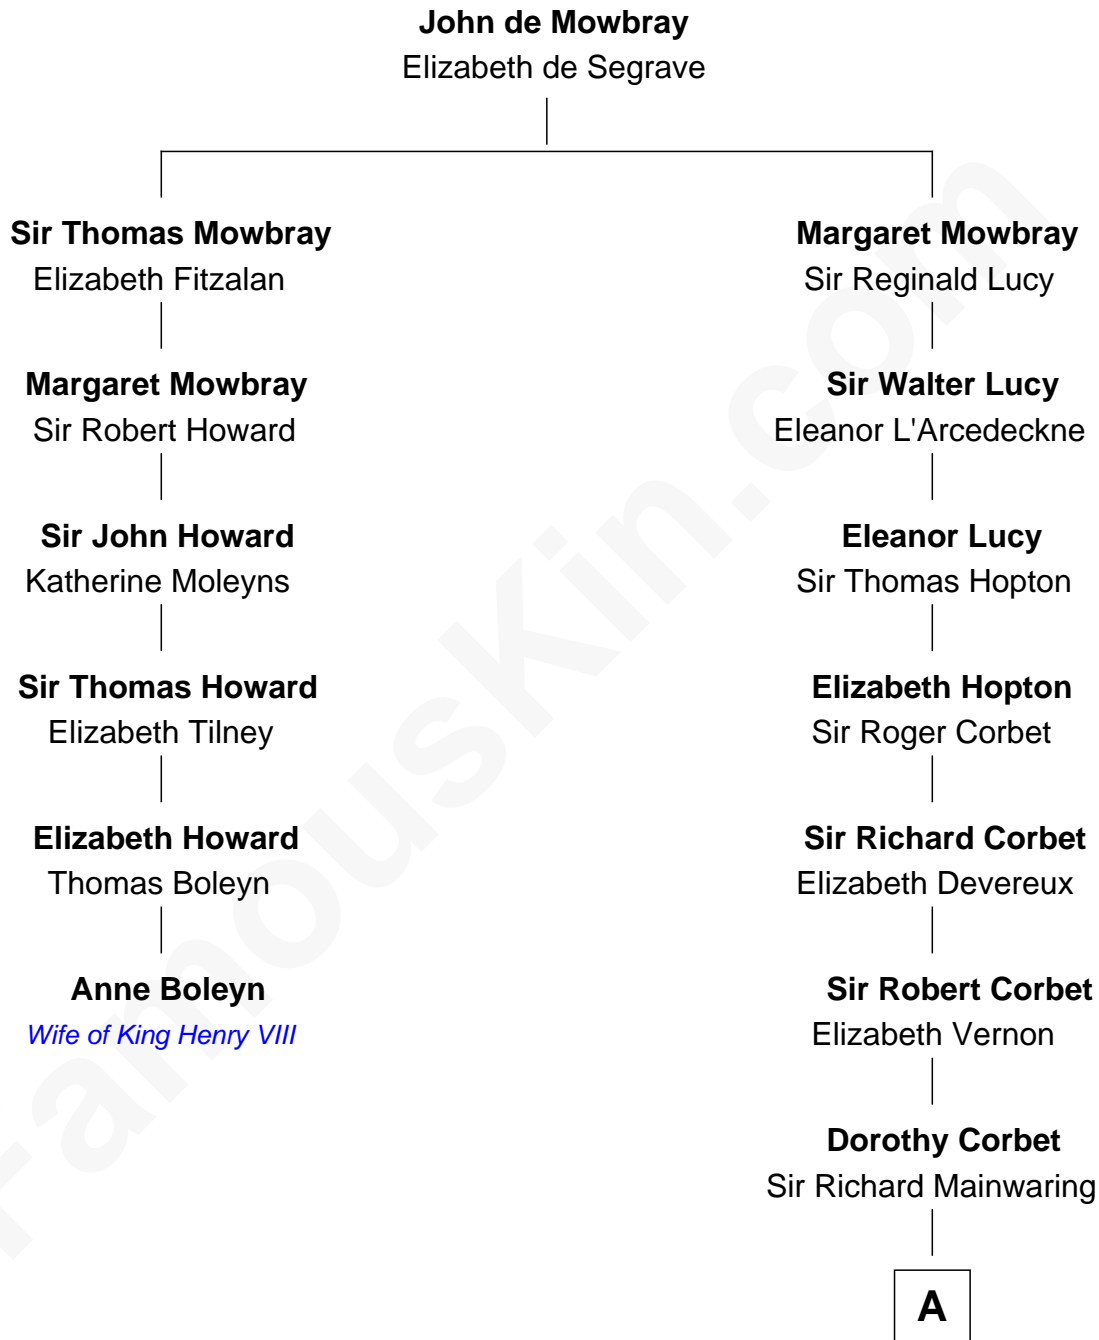 John de Mowbray
Elizabeth de Segrave
Sir Thomas Mowbray
Elizabeth Fitzalan
Margaret Mowbray
Sir Robert Howard
Sir John Howard
Katherine Moleyns
Sir Thomas Howard
Elizabeth Tilney
Elizabeth Howard
Thomas Boleyn
Anne Boleyn
Wife of King Henry VIII
Margaret Mowbray
Sir Reginald Lucy
Sir Walter Lucy
Eleanor L'Arcedeckne
Eleanor Lucy
Sir Thomas Hopton
Elizabeth Hopton
Sir Roger Corbet
Sir Richard Corbet
Elizabeth Devereux
Sir Robert Corbet
Elizabeth Vernon
Dorothy Corbet
Sir Richard Mainwaring
A
FamousKin.com